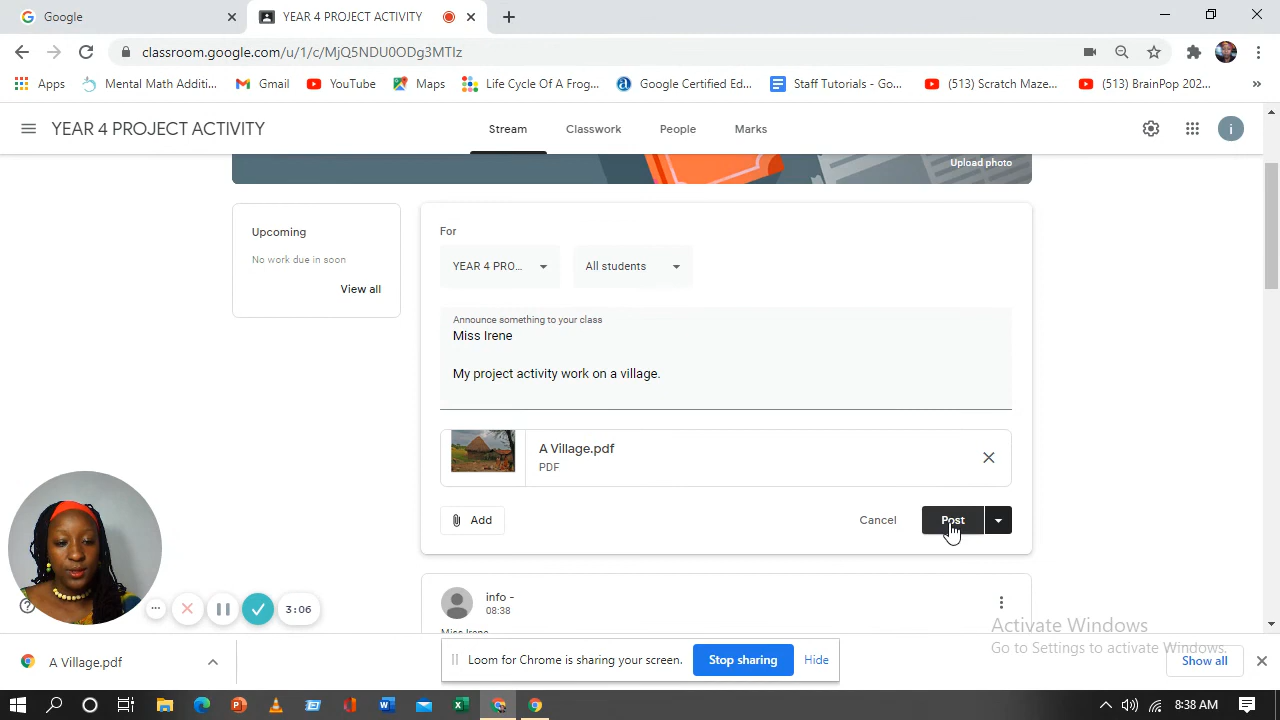 Google
YEAR 4 PROJECT ACTIVITY
classroom.google.com/u/1/c/MjQ5NDU0ODg3MTIz
Apps
Mental Math Additi...
Gmail
YouTube
Maps
Life Cycle Of A Frog...
Google Certified Ed...
Staff Tutorials - Go...
(513) Scratch Maze...
(513) BrainPop 202...
»
YEAR 4 PROJECT ACTIVITY
Stream
Classwork
People
Marks
i
Upload photo
Upcoming
No work due in soon
View all
For
YEAR 4 PRO...
All students
Announce something to your class
Miss Irene
My project activity work on a village.
A Village.pdf
PDF
Add
Cancel
Post
info -
08:38
Miss Irene
3:06
Activate Windows
Go to Settings to activate Windows.
A Village.pdf
Loom for Chrome is sharing your screen.
Stop sharing
Hide
Show all
8:38 AM